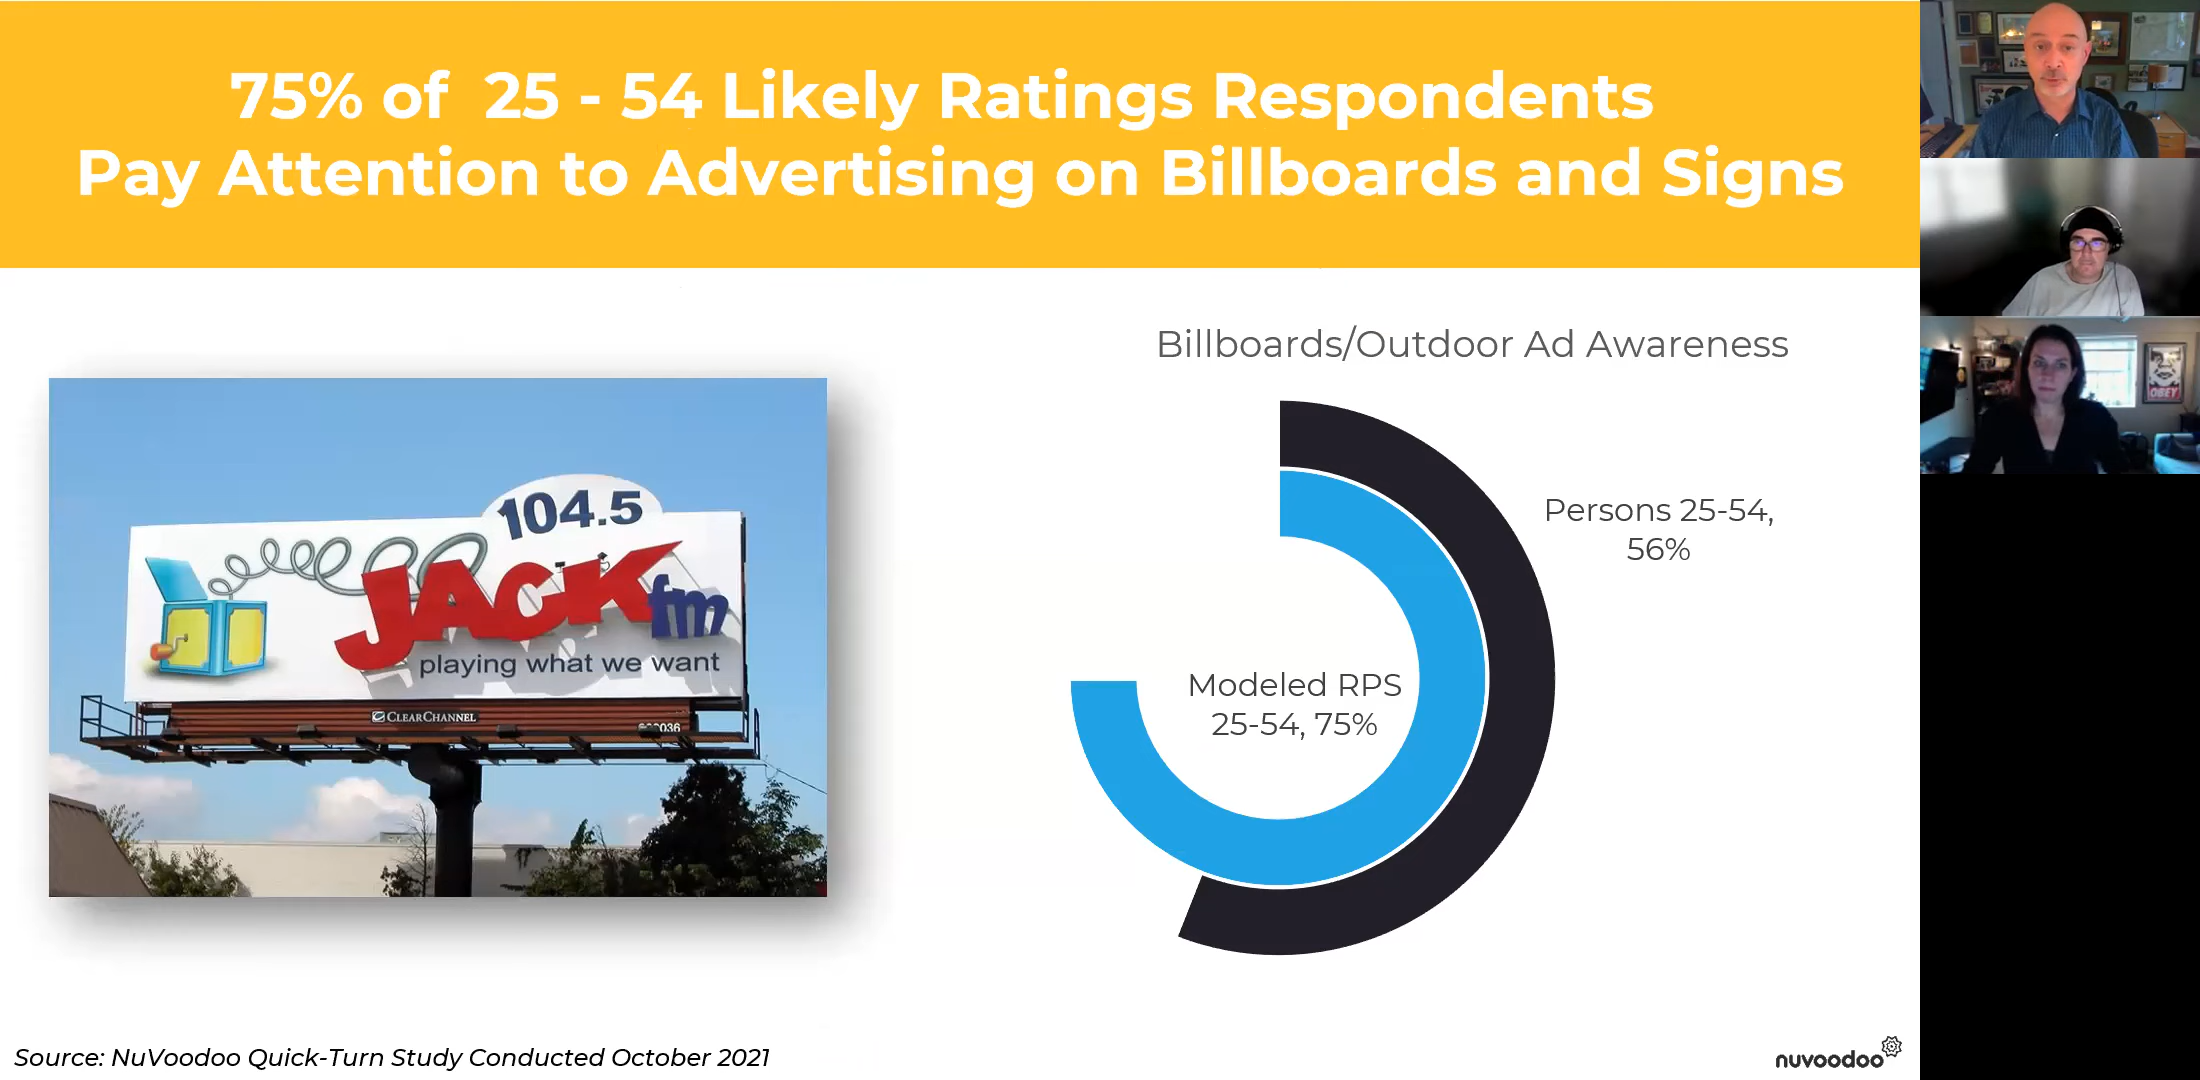 75% of 25 - 54 Likely Ratings Respondents
Pay Attention to Advertising on Billboards and Signs
Billboards/Outdoor Ad Awareness
104.5
JACK
fm
playing what we want
CLEARCHANNEL
Persons 25-54,
56%
Modeled RPS
25-54, 75%
OBEY
Source: NuVoodoo Quick-Turn Study Conducted October 2021
nuvoodoo